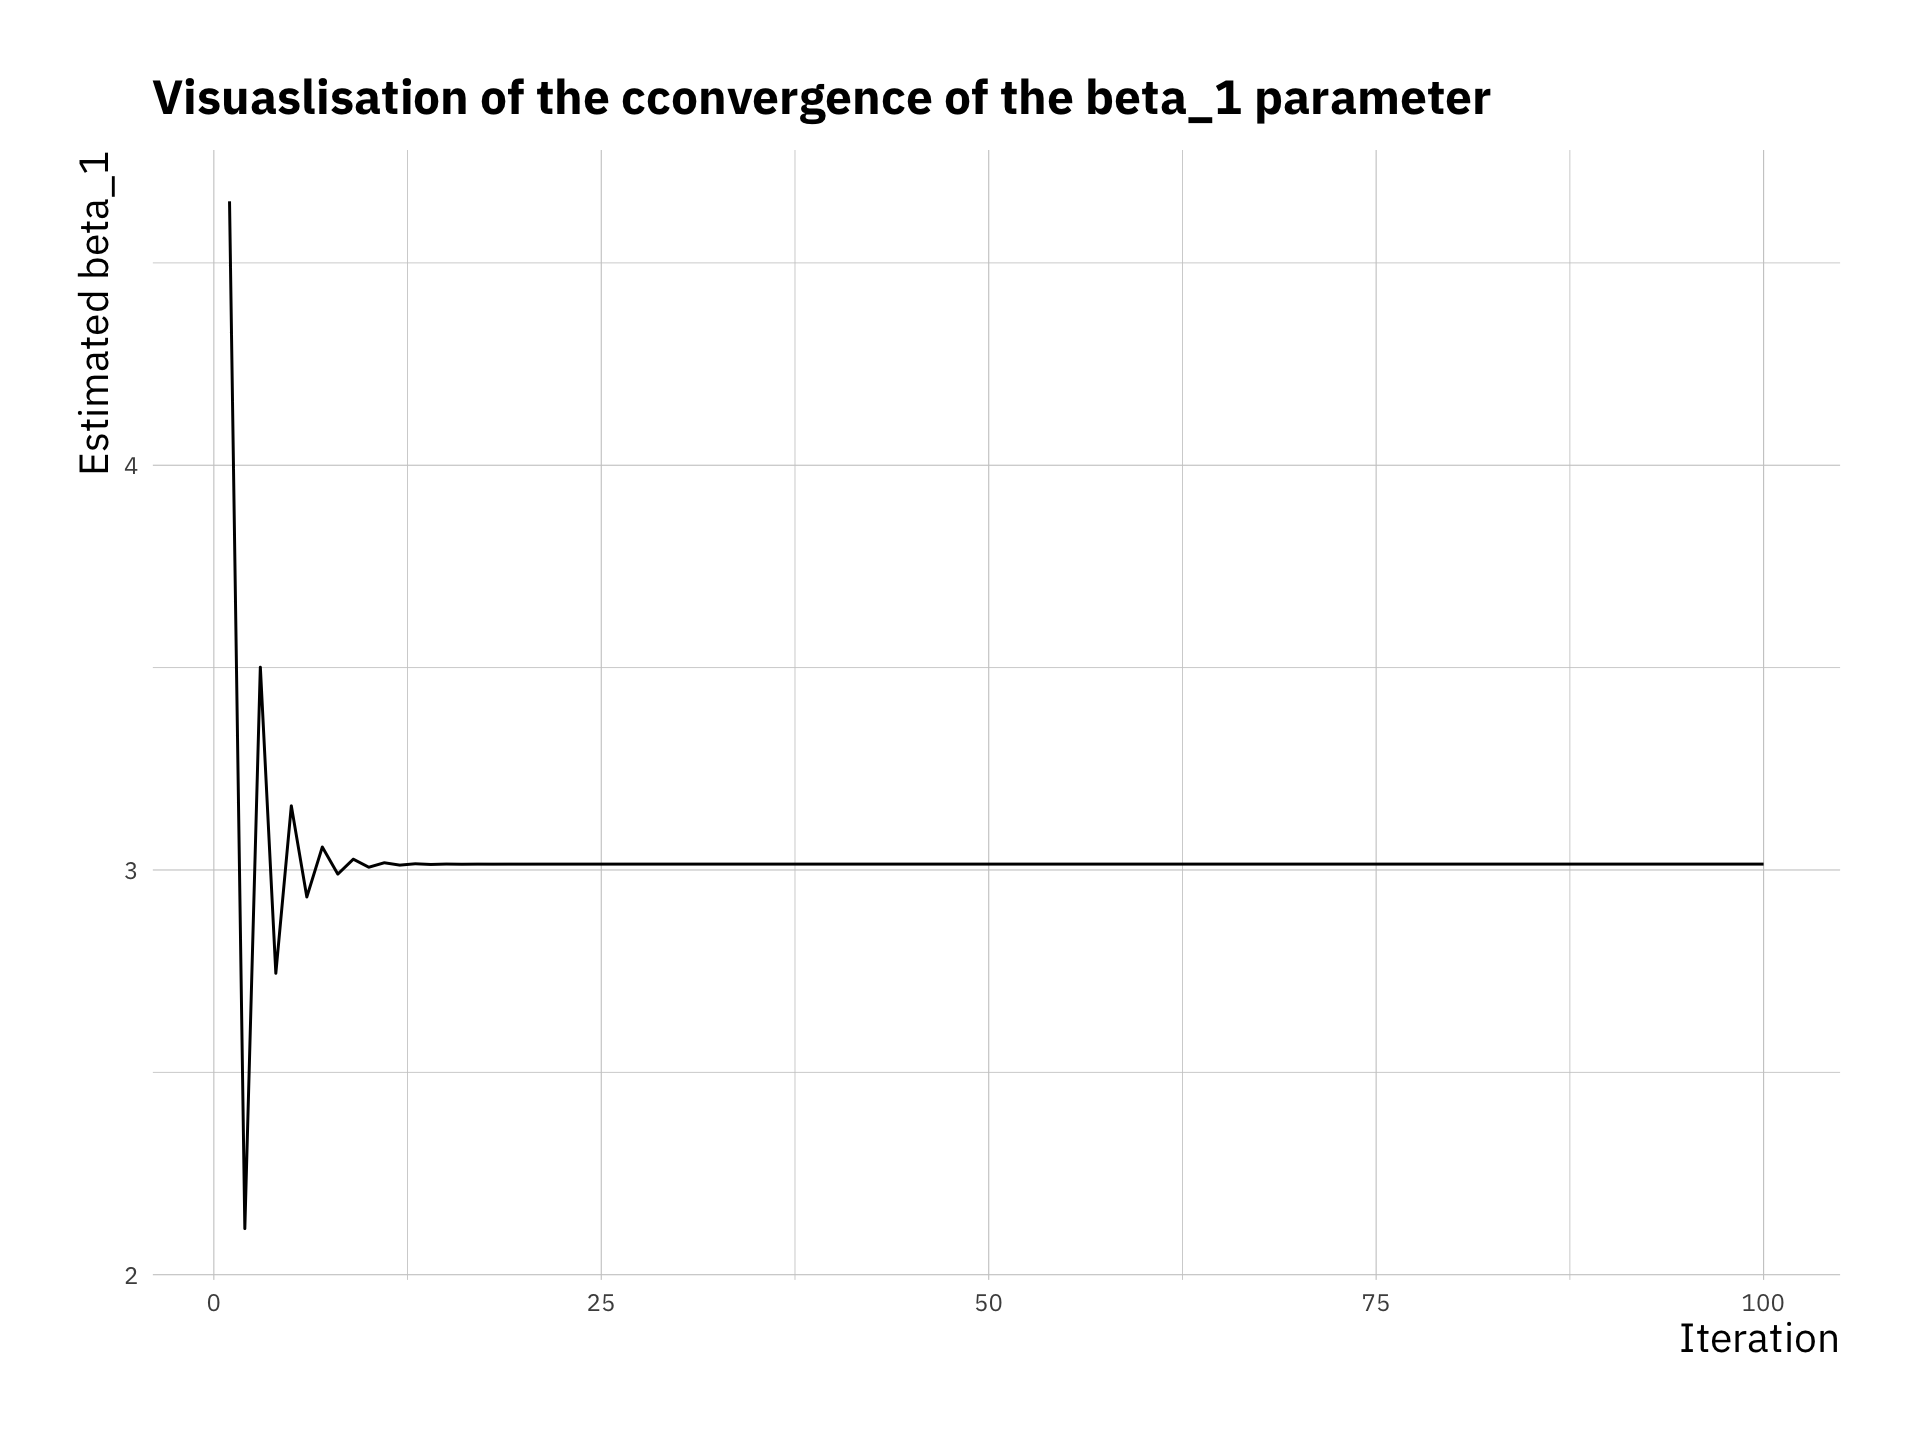 Visuaslisation of the cconvergence of the beta_1 parameter
Estimated beta_1
4
3
2
0 25 50 75 100
Iteration